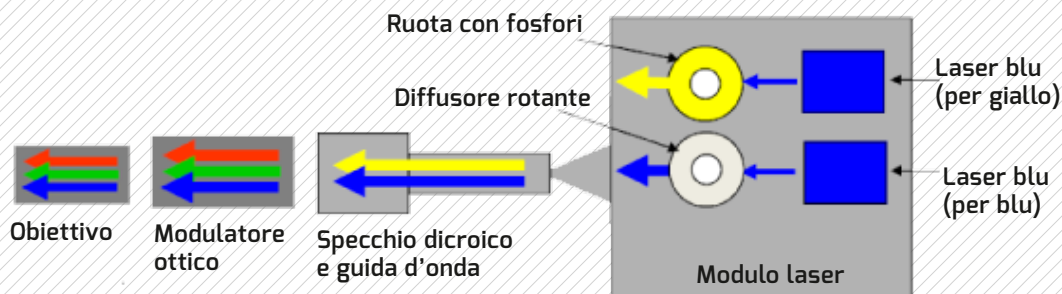 Ruota con fosfori
Diffusore rotante
Laser blu
(per giallo)
Laser blu
(per blu)
Obiettivo
Modulatore
ottico
Specchio dicroico
e guida d'onda
Modulo laser